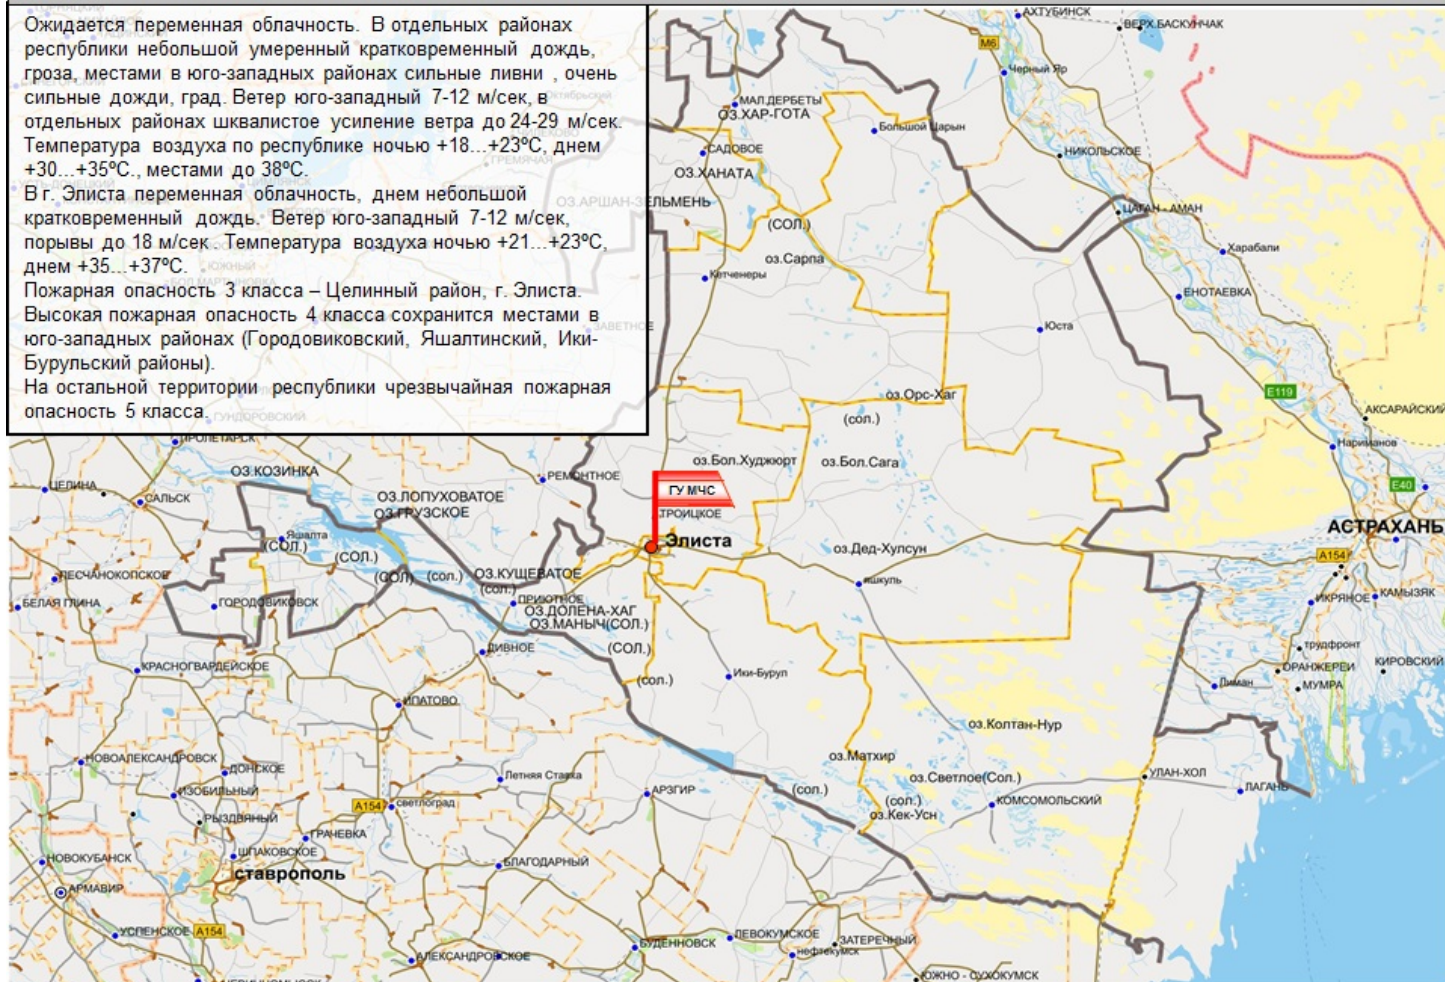 Ожидается переменная облачность. В отдельных районах
республики небольшой умеренный кратковременный дождь,
гроза, местами в юго-западных районах сильные ливни , очень
сильные дожди, град. Ветер юго-западный 7-12 м/сек, в
отдельных районах шквалистое усиление ветра до 24-29 м/сек.
Температура воздуха по республике ночью +18...+23ºС, днем
+30...+35ºС., местами до 38ºС.
В г. Элиста переменная облачность, днем небольшой
кратковременный дождь. Ветер юго-западный 7-12 м/сек,
порывы до 18 м/сек . Температура воздуха ночью +21...+23ºС,
днем +35...+37ºС.
Пожарная опасность 3 класса – Целинный район, г. Элиста.
Высокая пожарная опасность 4 класса сохранится местами в
юго-западных районах (Городовиковский, Яшалтинский, Ики-
Бурульский районы).
На остальной территории республики чрезвычайная пожарная
опасность 5 класса.
АХТУБИНСК
ВЕРХ.БАСКУНЧАК
М6
Черный Яр
МАЛ.ДЕРБЕТЫ
ОЗ.ХАР-ГОТА
Большой Царын
САДОВОЕ
НИКОЛЬСКОЕ
ОЗ.ХАНАТА
ОЗ.АРШАН-ЗЕЛЬМЕНЬ
ЦАГАН - АМАН
(СОЛ.)
Харабали
оз.Сарпа
Кетченеры
ЕНОТАЕВКА
Юста
ЗАВЕТНОЕ
Е119
оз.Орс-Хаг
АКСАРАЙСКИЙ
(сол.)
ГУНДОРОВСКИЙ
ПРОЛЕТАРСК
Нариманов
оз.Бол.Худжюрт
оз.Бол.Сага
ОЗ.КОЗИНКА
РЕМОНТНОЕ
ЦЕЛИНА
САЛЬСК
Е40
ГУ МЧС
ОЗ.ЛОПУХОВАТОЕ
ОЗ.ГРУЗСКОЕ
ТРОИЦКОЕ
АСТРАХАНЬ
Яшалта
(СОЛ.)
Элиста
оз.Дед-Хулсун
(СОЛ.)
А154
ПЕСЧАНОКОПСКОЕ
(СОЛ)
(сол.)
ОЗ.КУЩЕВАТОЕ
(сол.)
яшкуль
БЕЛАЯ ГЛИНА
ГОРОДОВИКОВСК
ПРИЮТНОЕ
ИКРЯНОЕ
КАМЫЗЯК
ОЗ.ДОЛЕНА-ХАГ
ОЗ.МАНЫЧ(СОЛ.)
ДИВНОЕ
(СОЛ.)
трудфронт
КРАСНОГВАРДЕЙСКОЕ
(сол.)
Ики-Бурул
ОРАНЖЕРЕИ
КИРОВСКИЙ
Лиман
МУМРА
ИПАТОВО
оз.Колтан-Нур
НОВОАЛЕКСАНДРОВСК
ДОНСКОЕ
Летняя Ставка
оз.Матхир
оз.Светлое(Сол.)
УЛАН-ХОЛ
ИЗОБИЛЬНЫЙ
А154
светлоград
АРЗГИР
(сол.)
(сол.)
КОМСОМОЛЬСКИЙ
ЛАГАНЬ
оз.Кек-Усн
РЫЗДВЯНЫЙ
ГРАЧЕВКА
НОВОКУБАНСК
ШПАКОВСКОЕ
БЛАГОДАРНЫЙ
ставрополь
АРМАВИР
УСПЕНСКОЕ
А154
БУДЕННОВСК
ЛЕВОКУМСКОЕ
ЗАТЕРЕЧНЫЙ
нефтекумск
АЛЕКСАНДРОВСКОЕ
ЮЖНО - СУХОКУМСК